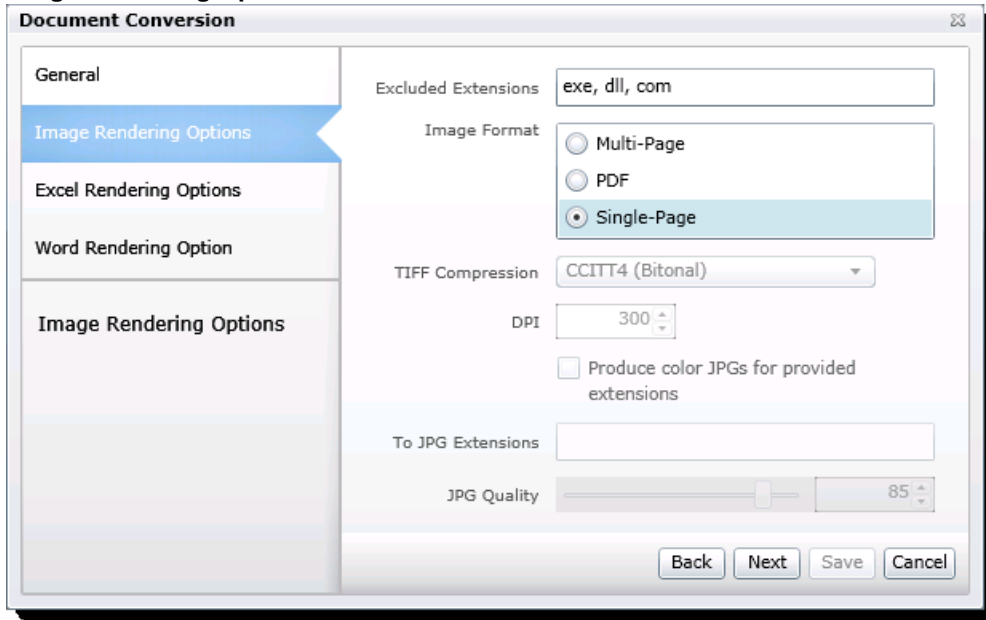 Document Conversion
General
Image Rendering Options
Excel Rendering Options
Word Rendering Option
Image Rendering Options
Excluded Extensions exe, dll, com
Image Format
Multi-Page
PDF
Single-Page
TIFF Compression CCITT4 (Bitonal)
DPI 300
Produce color JPGs for provided
extensions
To JPG Extensions
JPG Quality 85
Back Next Save Cancel